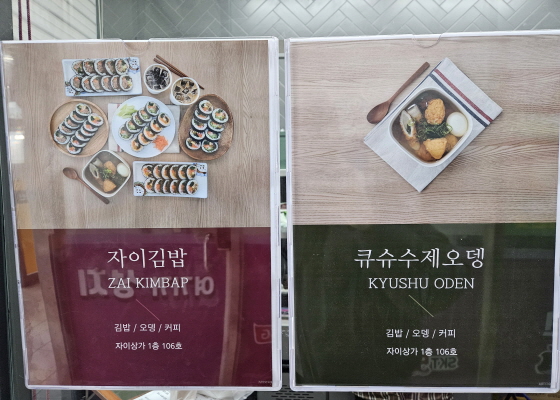 자이김밥
ZAI KIMBAP
김밥 / 오뎅 / 커피
자이상가 1층 106호
큐슈수제오뎅
KYUSHU ODEN
김밥 / 오뎅 / 커피
자이상가 1층 106호